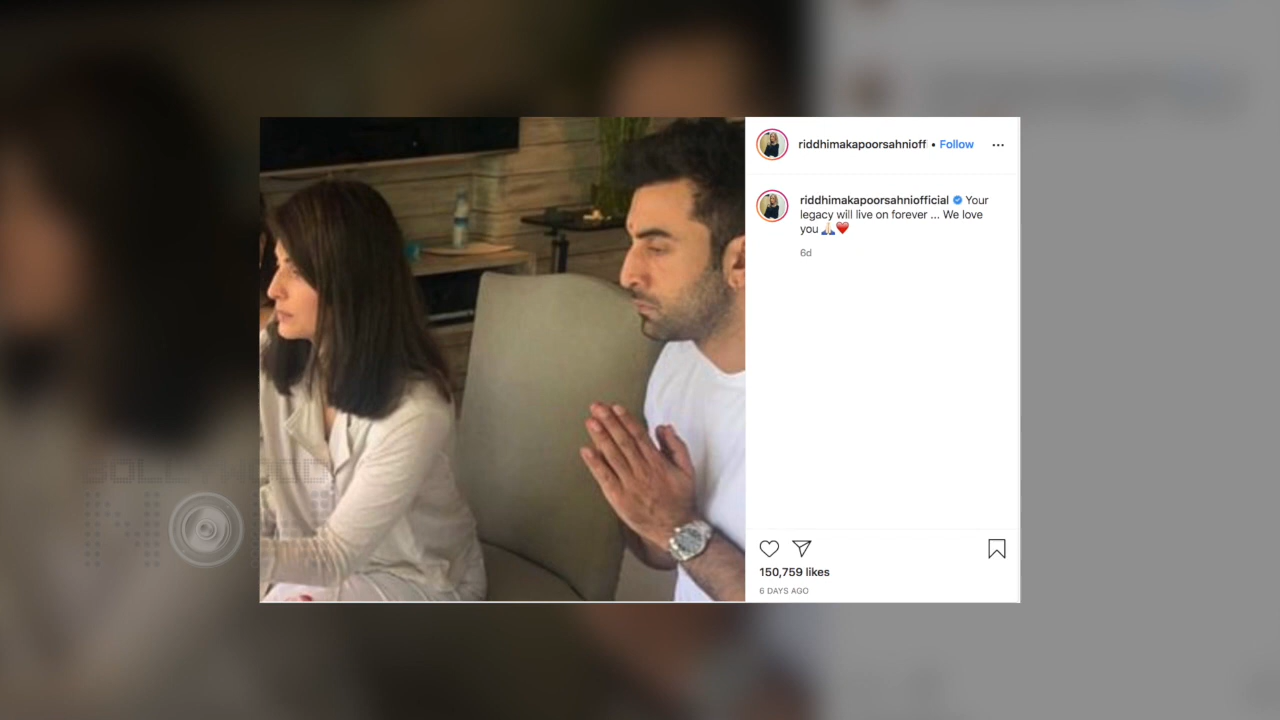 riddhimakapoorsahnioff • Follow
riddhimakapoorsahniofficial Your
legacy will live on forever ... We love
you 🙏🏻❤️
6d
150,759 likes
6 DAYS AGO
BOLLYWOOD